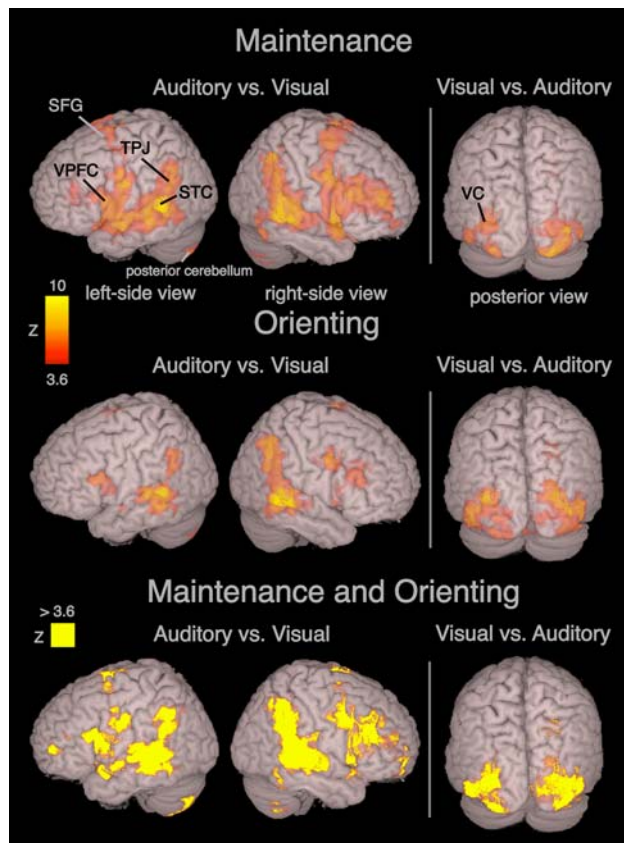 Maintenance
Auditory vs. Visual
Visual vs. Auditory
SFG
TPJ
VPFC
STC
VC
posterior cerebellum
left-side view
right-side view
posterior view
10
z
3.6
Orienting
Auditory vs. Visual
Visual vs. Auditory
Maintenance and Orienting
> 3.6
z
Auditory vs. Visual
Visual vs. Auditory